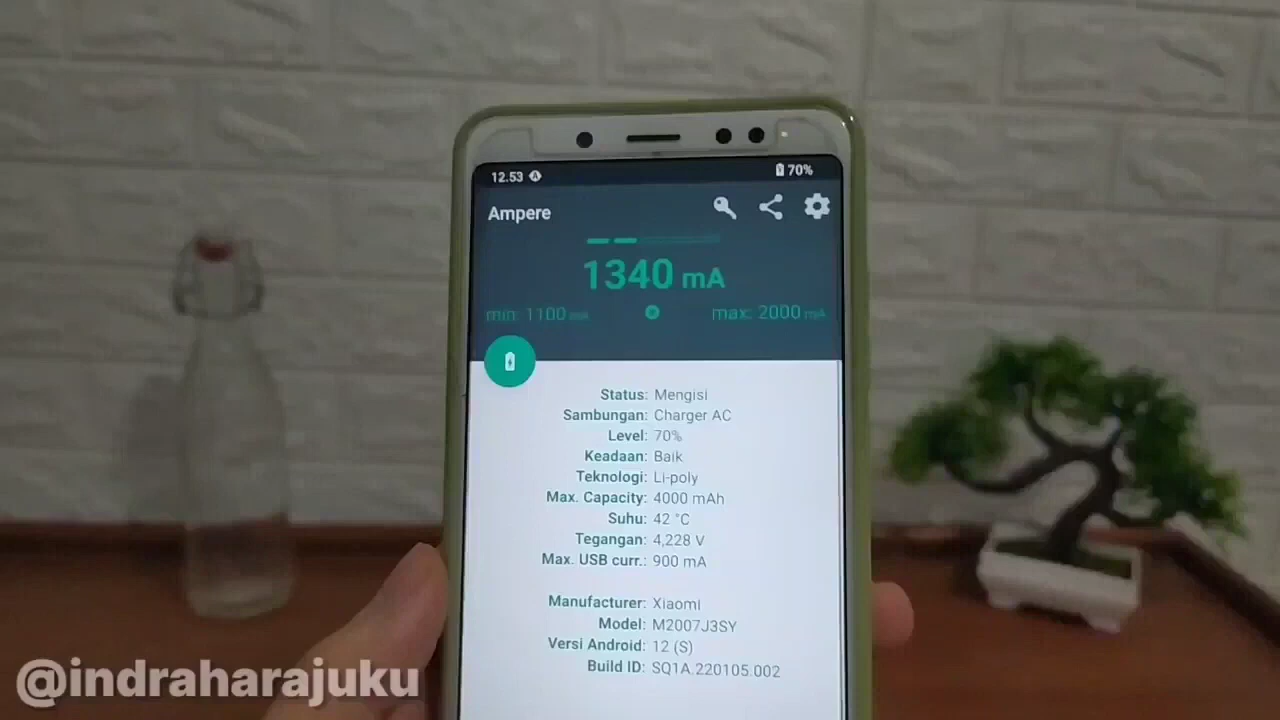 12.53
70%
Ampere
1340 mA
min: 1100 mA
max: 2000 mA
Status: Mengisi
Sambungan: Charger AC
Level: 70%
Keadaan: Baik
Teknologi: Li-poly
Max. Capacity: 4000 mAh
Suhu: 42 °C
Tegangan: 4,228 V
Max. USB curr.: 900 mA
Manufacturer: Xiaomi
Model: M2007J3SY
Versi Android: 12 (S)
Build ID: SQ1A.220105.002
@indraharajuku